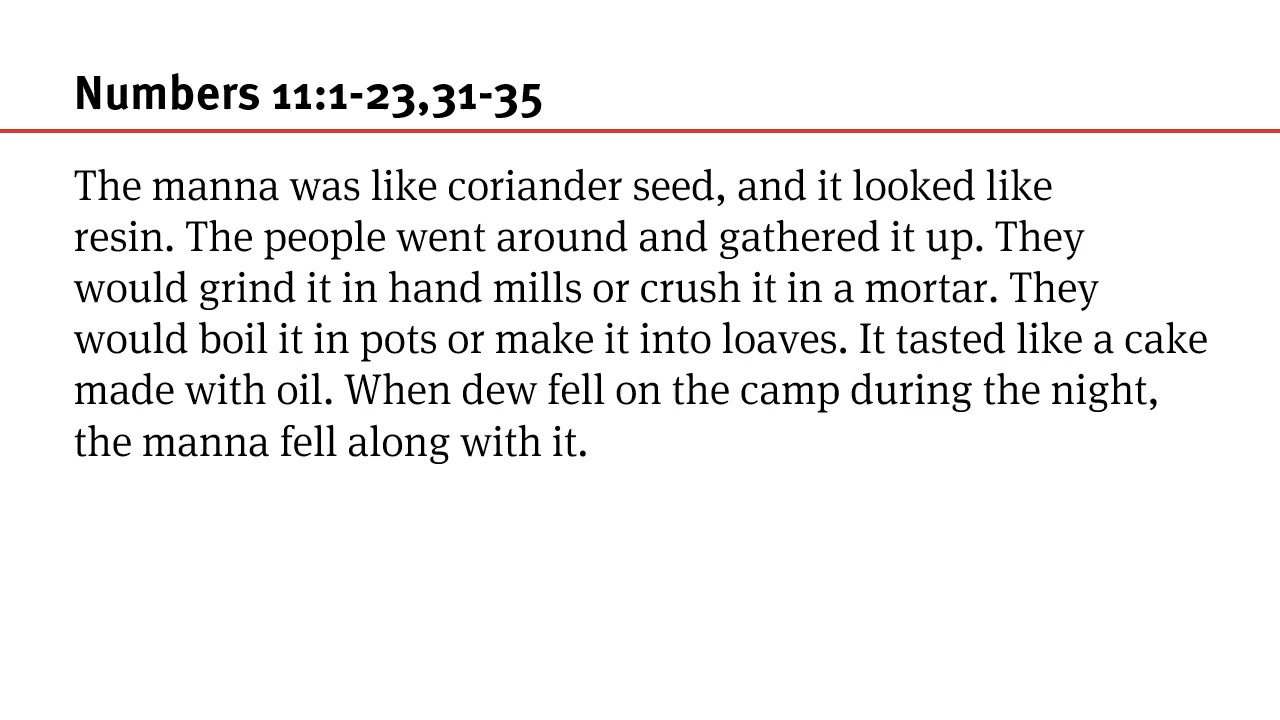 Numbers 11:1-23,31-35
The manna was like coriander seed, and it looked like
resin. The people went around and gathered it up. They
would grind it in hand mills or crush it in a mortar. They
would boil it in pots or make it into loaves. It tasted like a cake
made with oil. When dew fell on the camp during the night,
the manna fell along with it.